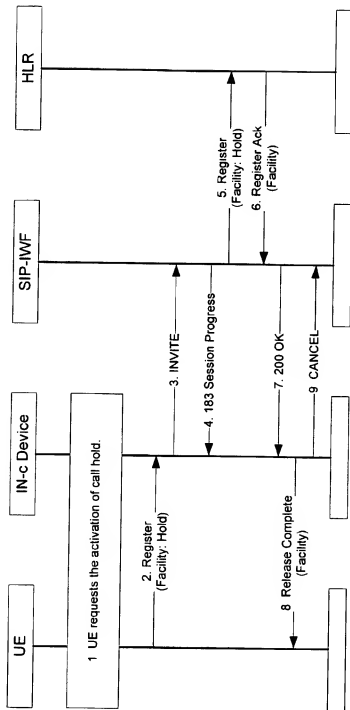 UE
IN-c Device
SIP-IWF
HLR
1 UE requests the activation of call hold.
2. Register
(Facility: Hold)
3. INVITE
4. 183 Session Progress
5. Register
(Facility: Hold)
6. Register Ack
(Facility)
7. 200 OK
8 Release Complete
(Facility)
9 CANCEL